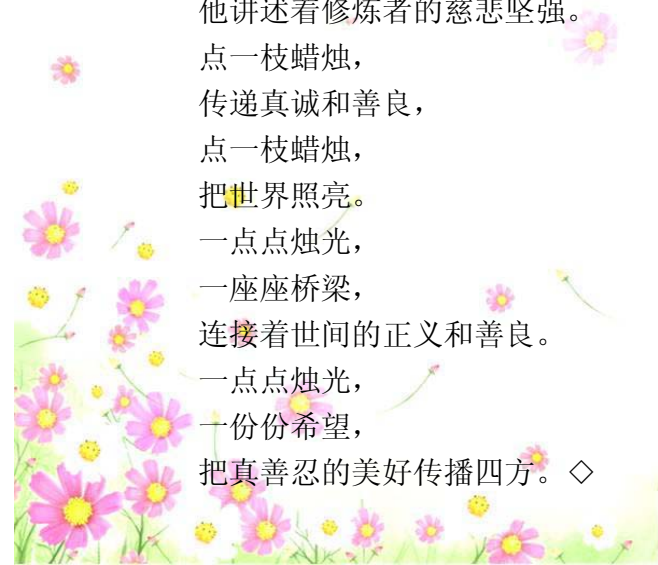 他讲述着修炼者的慈悲坚强。
点一枝蜡烛，
传递真诚和善良，
点一枝蜡烛，
把世界照亮。
一点点烛光，
一座座桥梁，
连接着世间的正义和善良。
一点点烛光，
一份份希望，
把真善忍的美好传播四方。◇